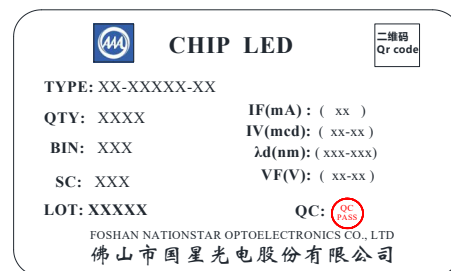 CHIP LED
二维码
Qr code
TYPE: XX-XXXXX-XX
QTY: XXXX
BIN: XXX
SC: XXX
LOT: XXXXX
IF(mA) : ( xx )
IV(mcd): ( xx-xx )
λd(nm): ( xxx-xxx)
VF(V): ( xx-xx )
QC:
QC
PASS
FOSHAN NATIONSTAR OPTOELECTRONICS CO., LTD
佛山市国星光电股份有限公司